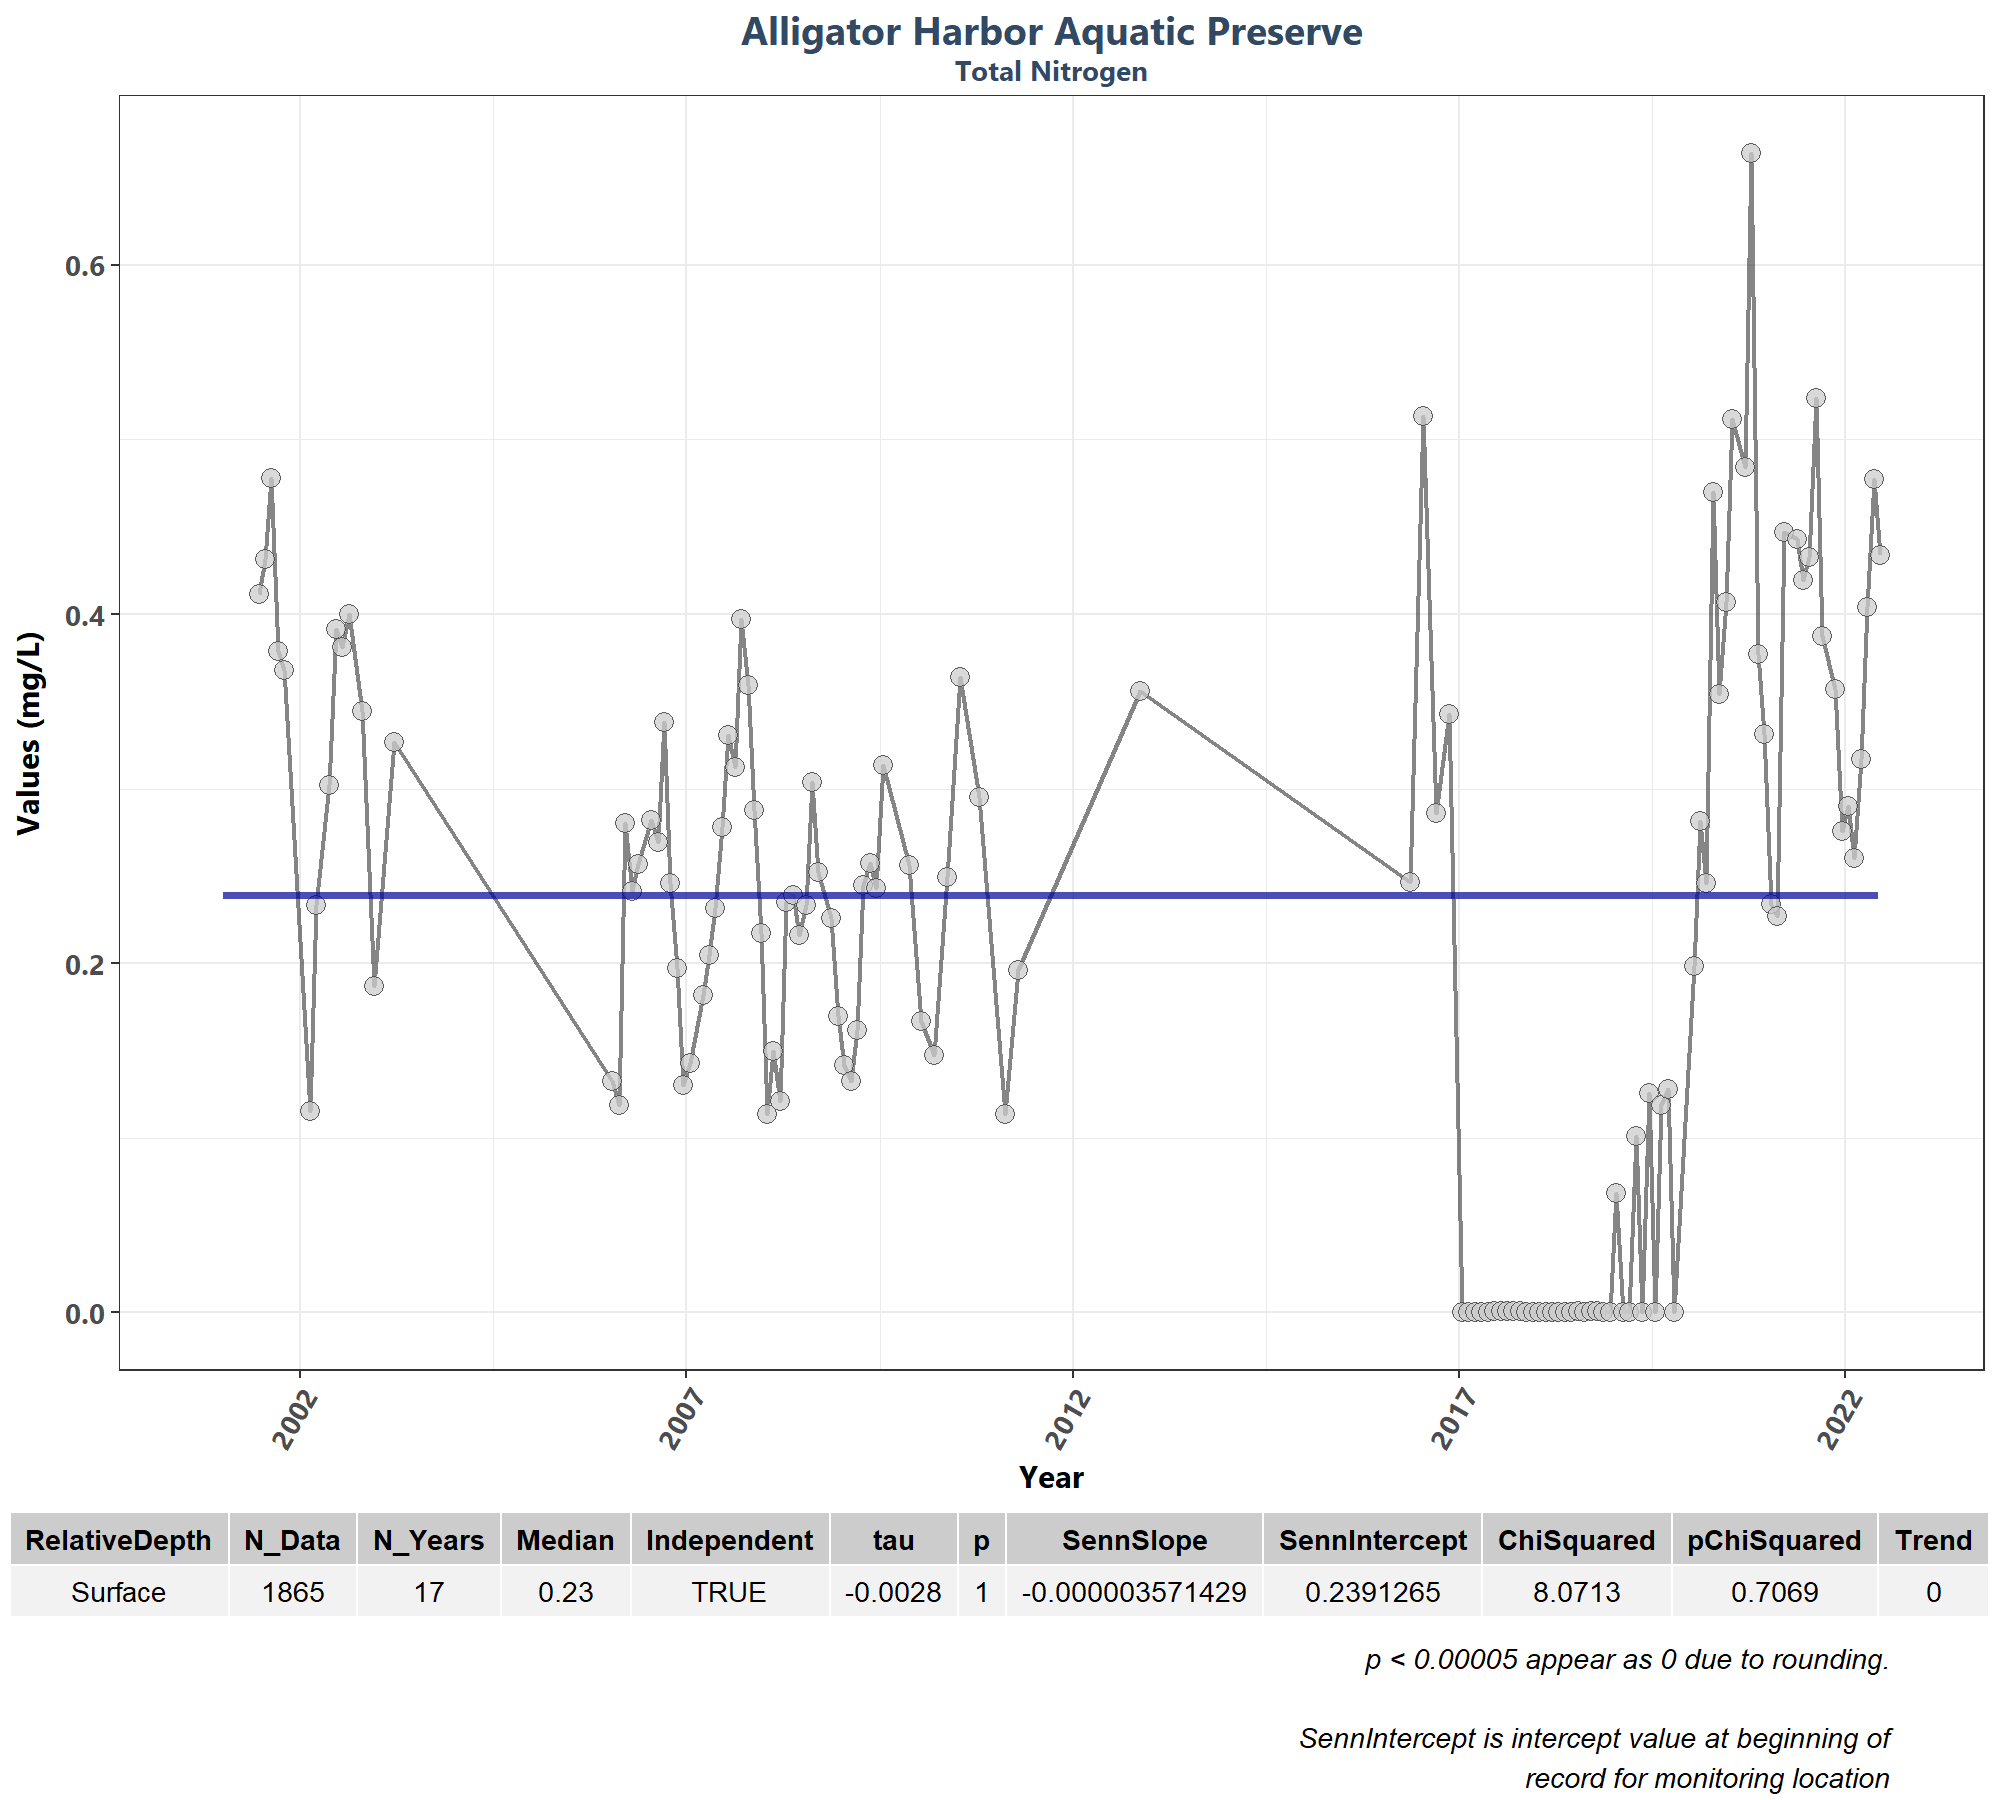 Alligator Harbor Aquatic Preserve
Total Nitrogen
Values (mg/L)
0.6
0.4
0.2
0.0
2002
2007
2012
2017
2022
Year
RelativeDepth N_Data N_Years Median Independent tau p SennSlope SennIntercept ChiSquared pChiSquared Trend
Surface 1865 17 0.23 TRUE -0.0028 1 -0.000003571429 0.2391265 8.0713 0.7069 0
p < 0.00005 appear as 0 due to rounding.
SennIntercept is intercept value at beginning of
record for monitoring location